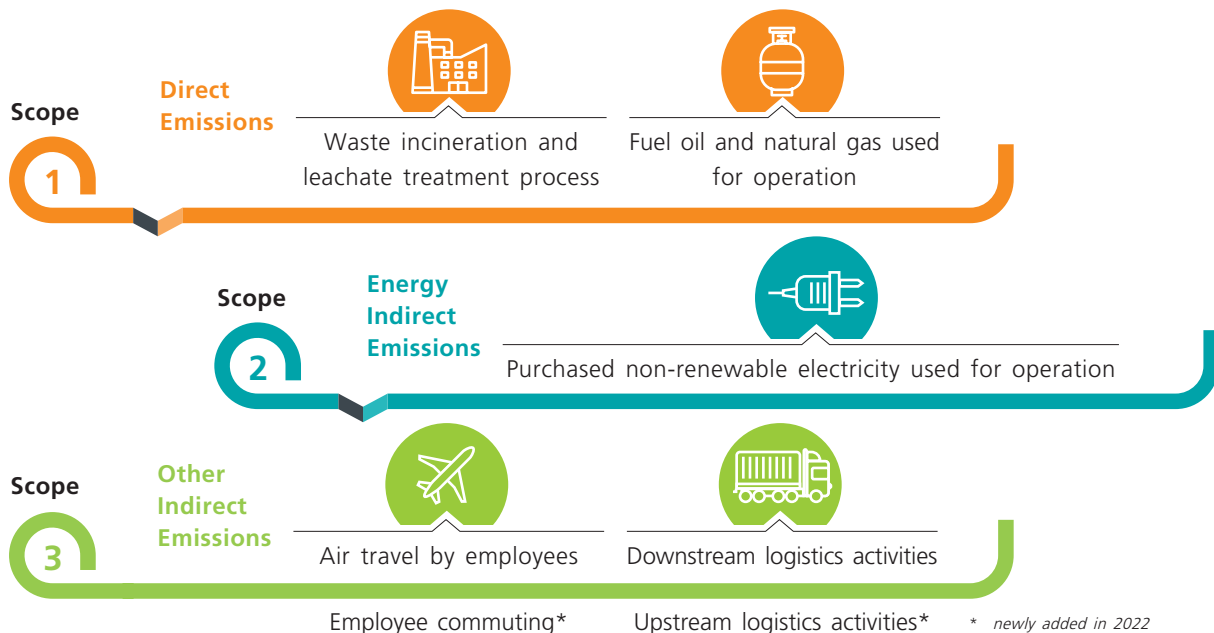 Scope
1
Direct
Emissions
Waste incineration and
leachate treatment process
Fuel oil and natural gas used
for operation
Scope
2
Energy
Indirect
Emissions
Purchased non-renewable electricity used for operation
Scope
3
Other
Indirect
Emissions
Air travel by employees
Downstream logistics activities
Employee commuting*
Upstream logistics activities*
* newly added in 2022